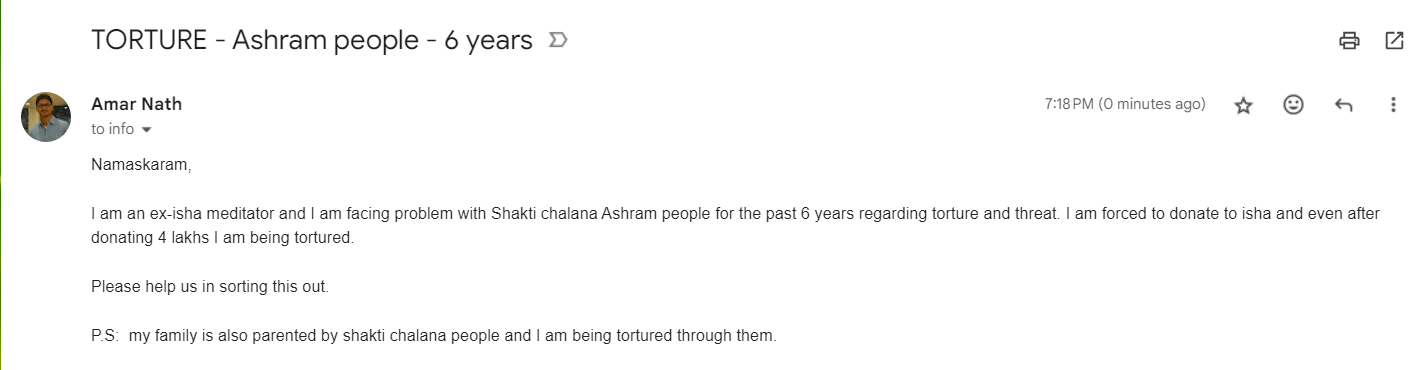 TORTURE - Ashram people - 6 years
Amar Nath
7:18 PM (0 minutes ago)
to info
Namaskaram,
I am an ex-isha meditator and I am facing problem with Shakti chalana Ashram people for the past 6 years regarding torture and threat. I am forced to donate to isha and even after
donating 4 lakhs I am being tortured.
Please help us in sorting this out.
P.S:  my family is also parented by shakti chalana people and I am being tortured through them.